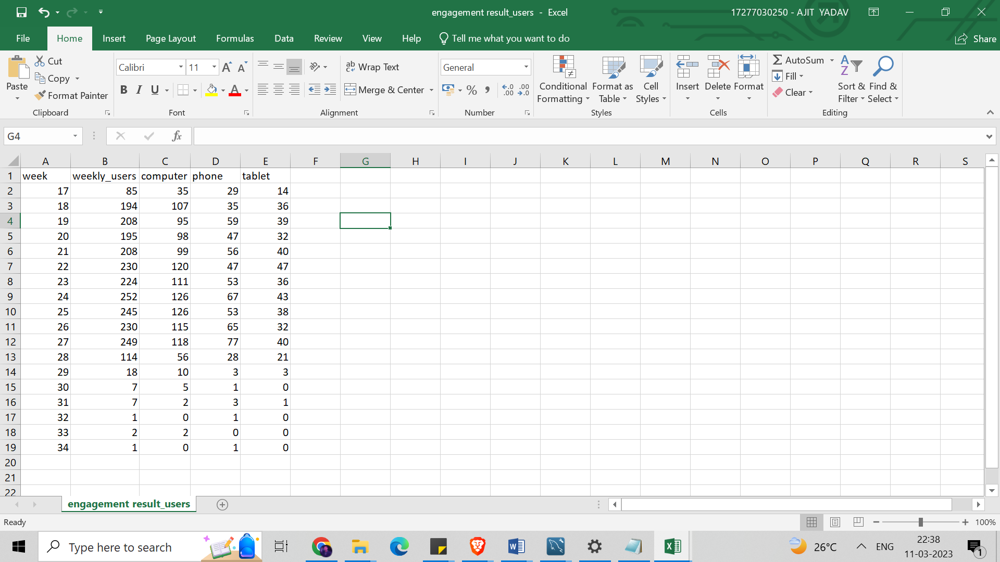 engagement result_users - Excel
17277030250 - AJIT YADAV
File Home Insert Page Layout Formulas Data Review View Help Tell me what you want to do Share
Paste
Cut
Copy
Format Painter
Clipboard
Calibri 11
B I U
Font
Wrap Text
Merge & Center
Alignment
General
Number
Conditional Formatting
Format as Table
Cell Styles
Styles
Insert Delete Format
Cells
AutoSum
Fill
Clear
Sort & Filter
Find & Select
Editing
G4 fx
A B C D E F G H I J K L M N O P Q R S
1 week weekly_users computer phone tablet
2 17 85 35 29 14
3 18 194 107 35 36
4 19 208 95 59 39
5 20 195 98 47 32
6 21 208 99 56 40
7 22 230 120 47 47
8 23 224 111 53 36
9 24 252 126 67 43
10 25 245 126 53 38
11 26 230 115 65 32
12 27 249 118 77 40
13 28 114 56 28 21
14 29 18 10 3 3
15 30 7 5 1 0
16 31 7 2 3 1
17 32 1 0 1 0
18 33 2 2 0 0
19 34 1 0 1 0
20
21
22
engagement result_users
Ready
100%
Type here to search
26°C
ENG
22:38
11-03-2023
1